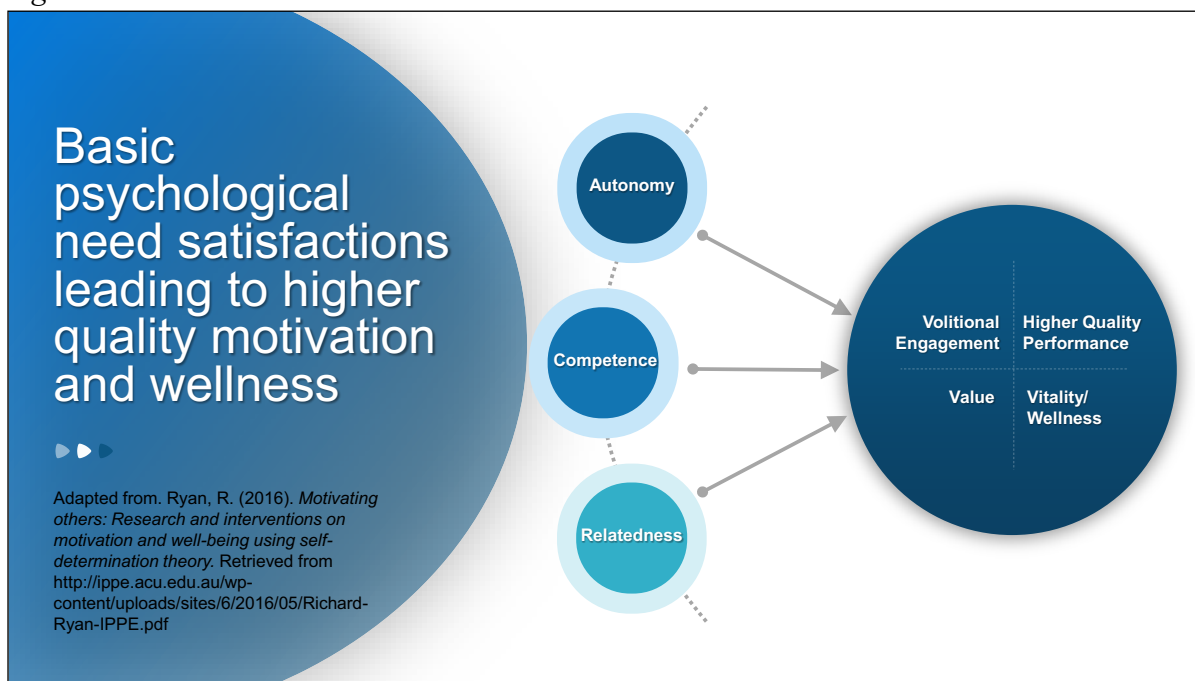 Basic
psychological
need satisfactions
leading to higher
quality motivation
and wellness
Adapted from. Ryan, R. (2016). Motivating
others: Research and interventions on
motivation and well-being using self-
determination theory. Retrieved from
http://ippe.acu.edu.au/wp-
content/uploads/sites/6/2016/05/Richard-
Ryan-IPPE.pdf
Autonomy
Competence
Relatedness
Volitional
Engagement
Higher Quality
Performance
Value
Vitality/
Wellness